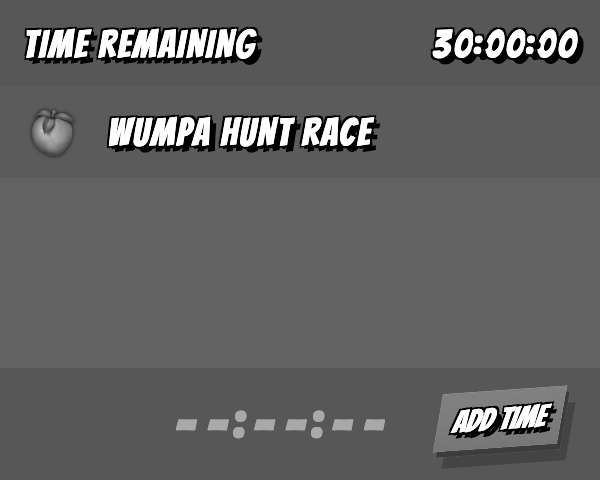 TIME REMAINING 30:00:00
WUMPA HUNT RACE
--:--:--
ADD TIME